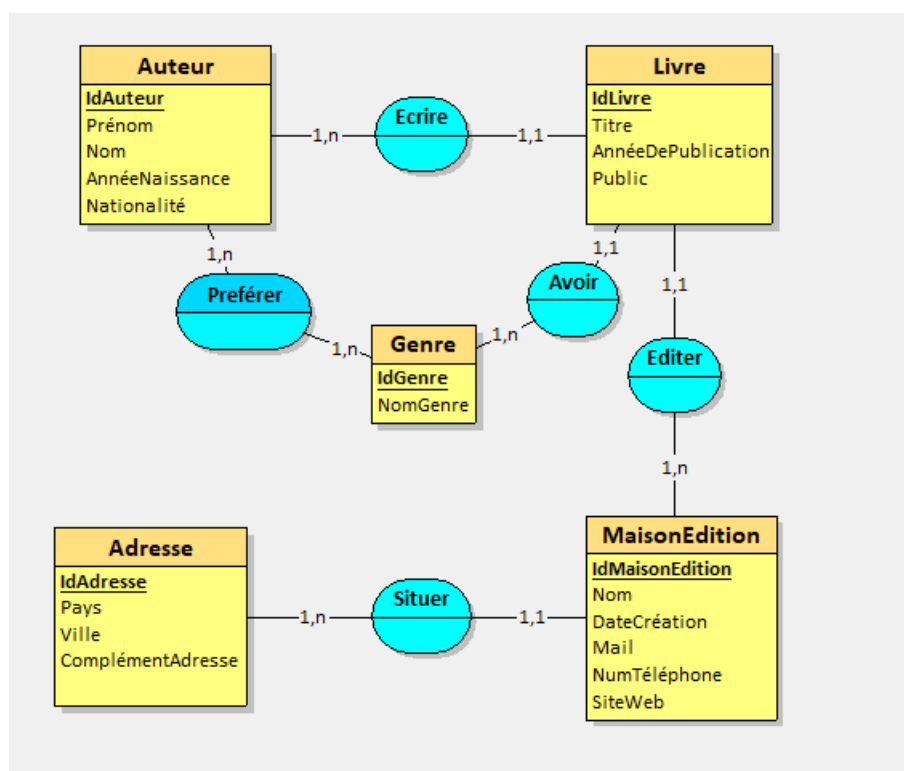 Auteur
IdAuteur
Prénom
Nom
AnnéeNaissance
Nationalité
1,n
Ecrire
1,1
Livre
IdLivre
Titre
AnnéeDePublication
Public
1,n
Preférer
1,n
Genre
IdGenre
NomGenre
1,n
Avoir
1,1
1,1
Editer
1,n
Adresse
IdAdresse
Pays
Ville
ComplémentAdresse
1,n
Situer
1,1
MaisonEdition
IdMaisonEdition
Nom
DateCréation
Mail
NumTéléphone
SiteWeb